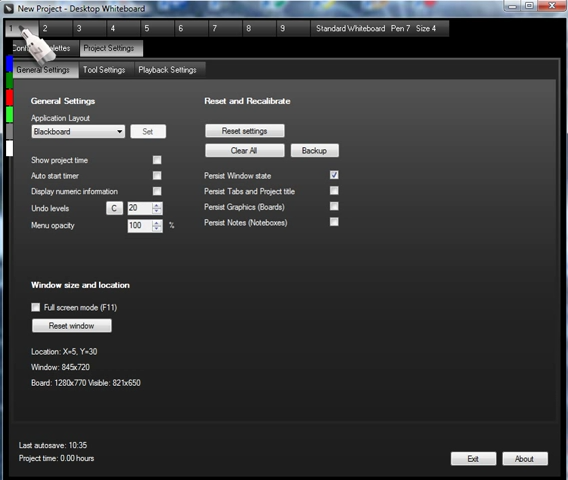 New Project - Desktop Whiteboard
1 2 3 4 5 6 7 8 9 Standard Whiteboard Pen 7 Size 4
Project Settings
General Settings Tool Settings Playback Settings
General Settings
Application Layout
Blackboard Set
Show project time
Auto start timer
Display numeric information
Undo levels C 20
Menu opacity 100 %
Reset and Recalibrate
Reset settings
Clear All Backup
Persist Window state
Persist Tabs and Project title
Persist Graphics (Boards)
Persist Notes (Noteboxes)
Window size and location
Full screen mode (F11)
Reset window
Location: X=5, Y=30
Window: 845x720
Board: 1280x770 Visible: 821x650
Last autosave: 10:35
Project time: 0.00 hours
Exit About